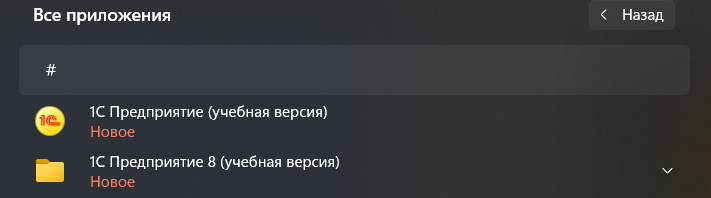 Все приложения
Назад
#
1С Предприятие (учебная версия)
Новое
1С Предприятие 8 (учебная версия)
Новое